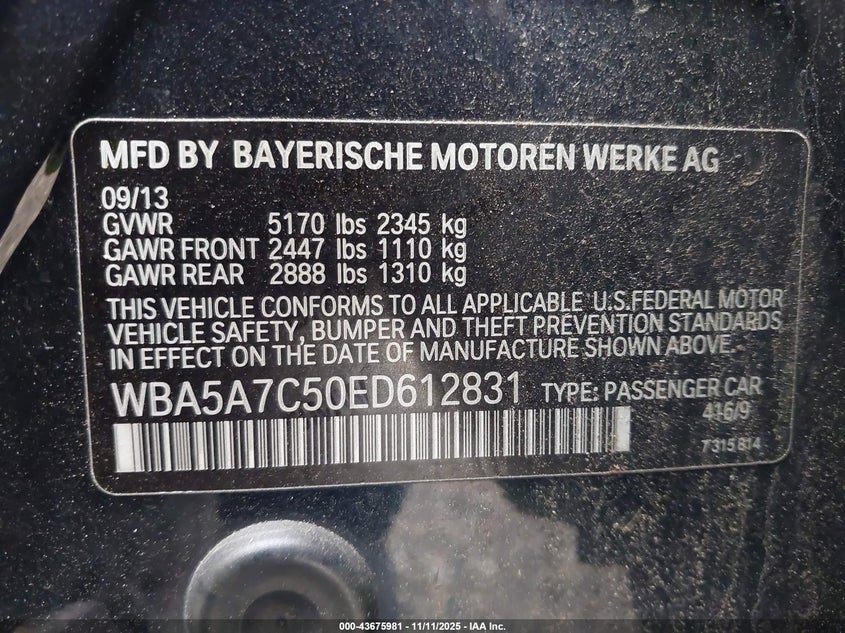 MFD BY BAYERISCHE MOTOREN WERKE AG
09/13
GVWR 5170 lbs 2345 kg
GAWR FRONT 2447 lbs 1110 kg
GAWR REAR 2888 lbs 1310 kg
THIS VEHICLE CONFORMS TO ALL APPLICABLE U.S.FEDERAL MOTOR
VEHICLE SAFETY, BUMPER AND THEFT PREVENTION STANDARDS
IN EFFECT ON THE DATE OF MANUFACTURE SHOWN ABOVE.
WBA5A7C50ED612831 TYPE: PASSENGER CAR
416/9
7315814
000-43675981 - 11/11/2025 - IAA Inc.